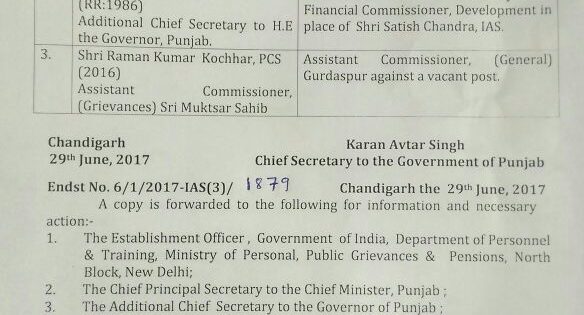 (RR:1986)
Additional Chief Secretary to H.E
the Governor, Punjab.
Financial Commissioner, Development in
place of Shri Satish Chandra, IAS.
3.
Shri Raman Kumar Kochhar, PCS
(2016)
Assistant Commissioner,
(Grievances) Sri Muktsar Sahib
Assistant Commissioner, (General)
Gurdaspur against a vacant post.
Chandigarh
29th June, 2017
Karan Avtar Singh
Chief Secretary to the Government of Punjab
Endst No. 6/1/2017-IAS(3)/ 1879 Chandigarh the 29th June, 2017
A copy is forwarded to the following for information and necessary
action:-
1. The Establishment Officer , Government of India, Department of Personnel
& Training, Ministry of Personal, Public Grievances & Pensions, North
Block, New Delhi;
2. The Chief Principal Secretary to the Chief Minister, Punjab ;
3. The Additional Chief Secretary to the Governor of Punjab ;